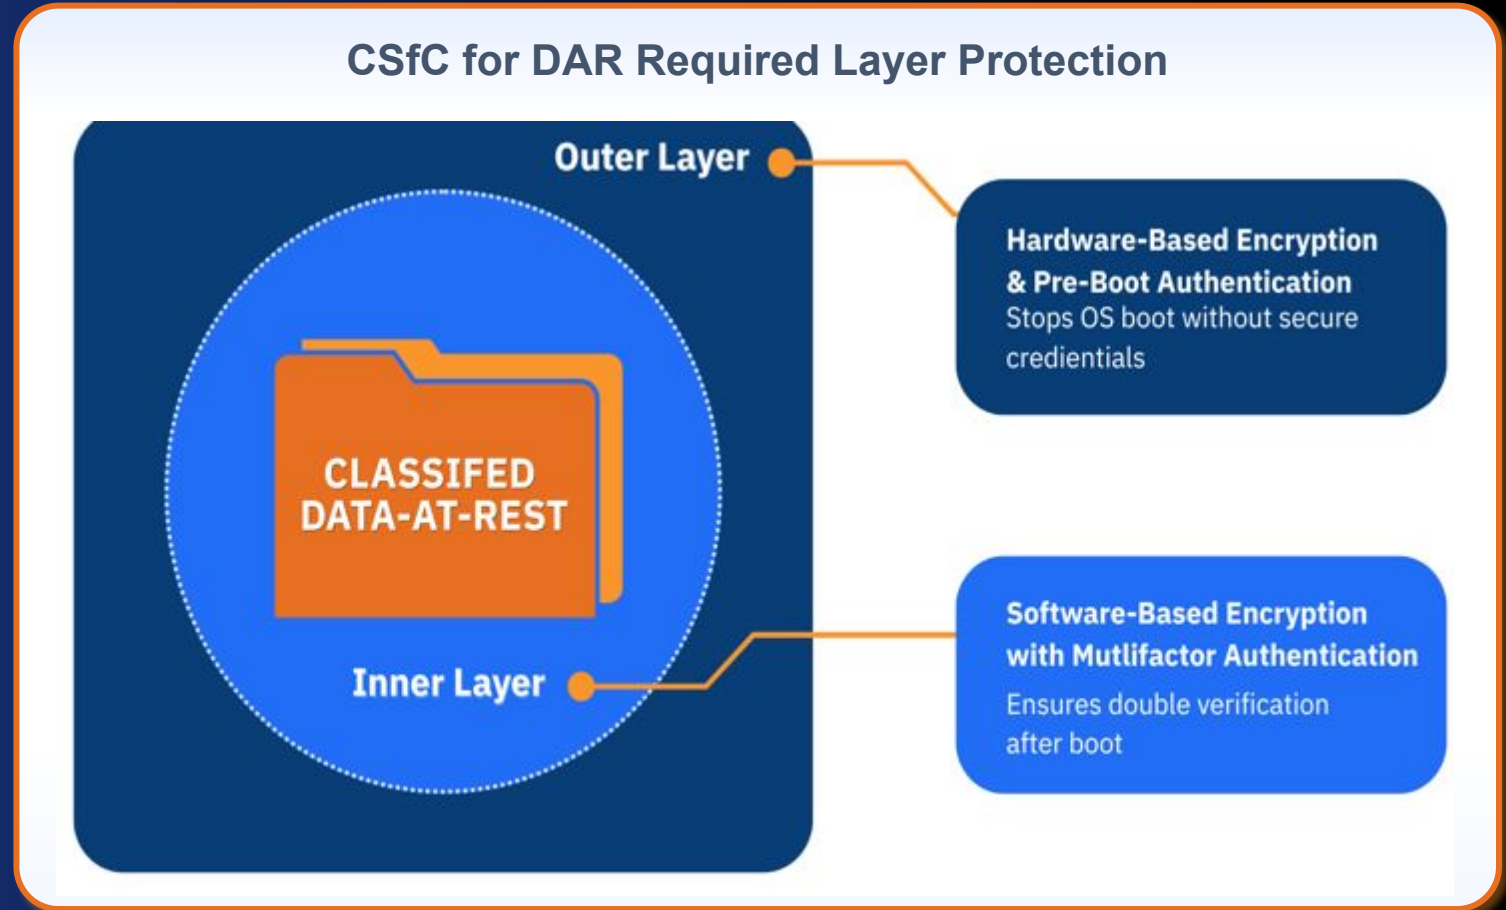 CSfC for DAR Required Layer Protection
Outer Layer
Hardware-Based Encryption
& Pre-Boot Authentication
Stops OS boot without secure
credientials
CLASSIFED
DATA-AT-REST
Inner Layer
Software-Based Encryption
with Mutlifactor Authentication
Ensures double verification
after boot